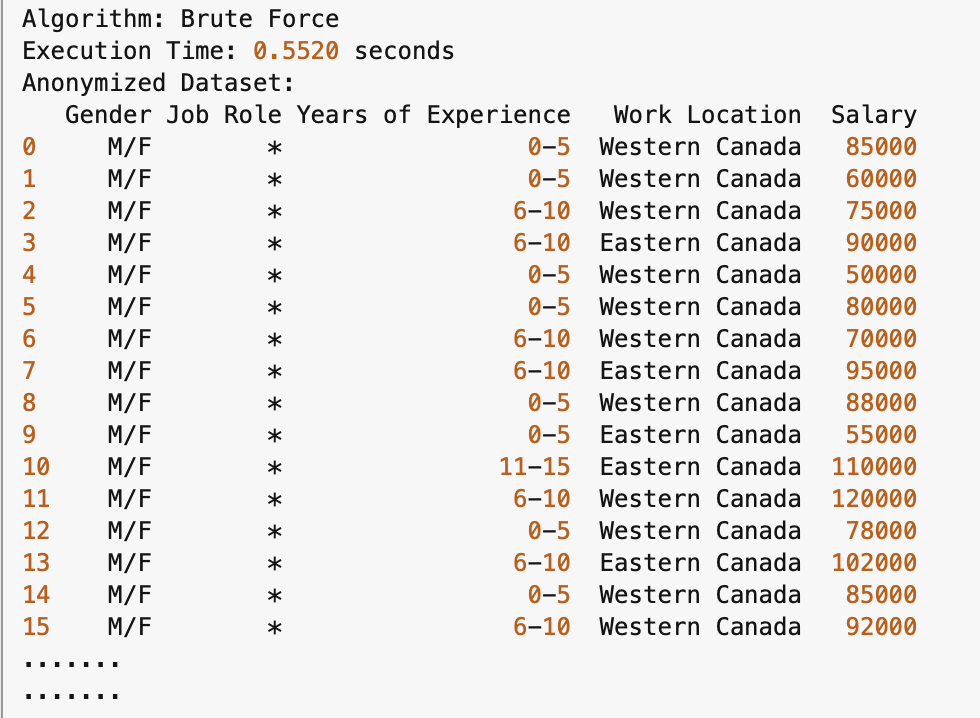 Algorithm: Brute Force
Execution Time: 0.5520 seconds
Anonymized Dataset:
Gender Job Role Years of Experience Work Location Salary
0 M/F * 0-5 Western Canada 85000
1 M/F * 0-5 Western Canada 60000
2 M/F * 6-10 Western Canada 75000
3 M/F * 6-10 Eastern Canada 90000
4 M/F * 0-5 Western Canada 50000
5 M/F * 0-5 Western Canada 80000
6 M/F * 6-10 Western Canada 70000
7 M/F * 6-10 Eastern Canada 95000
8 M/F * 0-5 Western Canada 88000
9 M/F * 0-5 Eastern Canada 55000
10 M/F * 11-15 Eastern Canada 110000
11 M/F * 6-10 Western Canada 120000
12 M/F * 0-5 Western Canada 78000
13 M/F * 6-10 Eastern Canada 102000
14 M/F * 0-5 Western Canada 85000
15 M/F * 6-10 Western Canada 92000
.......
.......